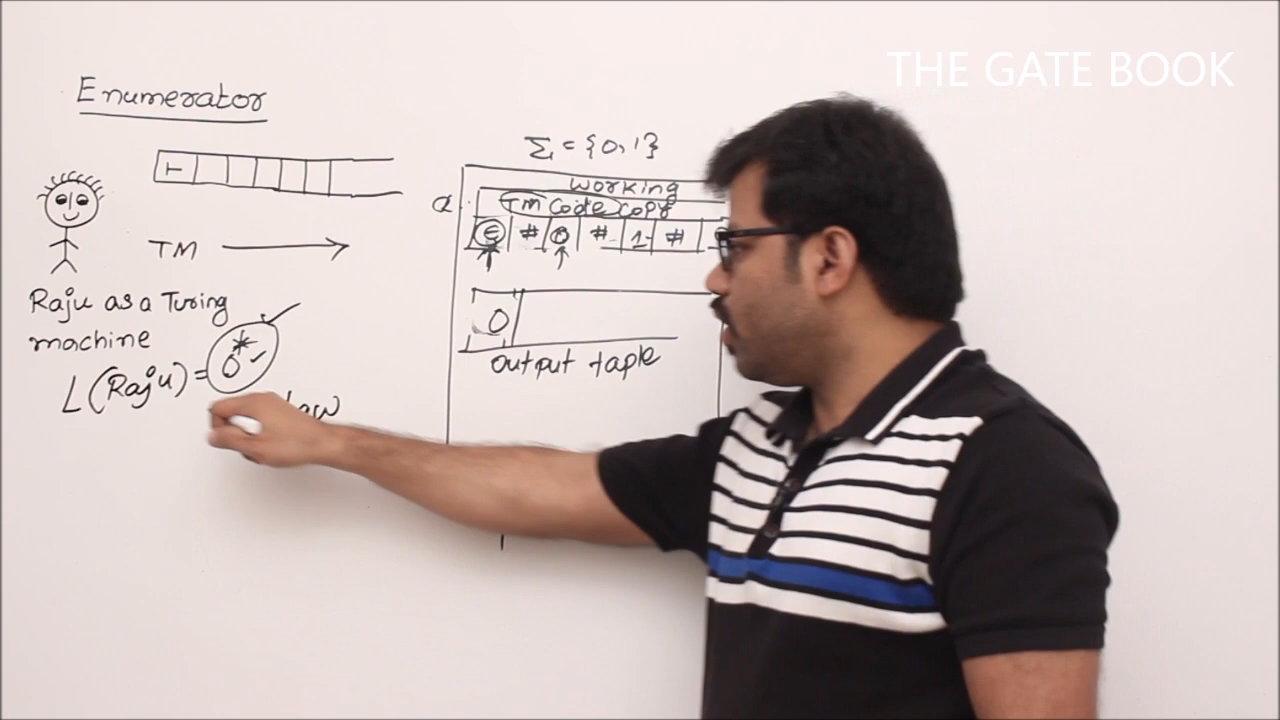 THE GATE BOOK
Enumerator
Σ = {0,1}
working
TM code copy
ϵ # 0 # 1 #
TM
Raju as a Turing
machine
L(Raju) = 0*
0
output taple